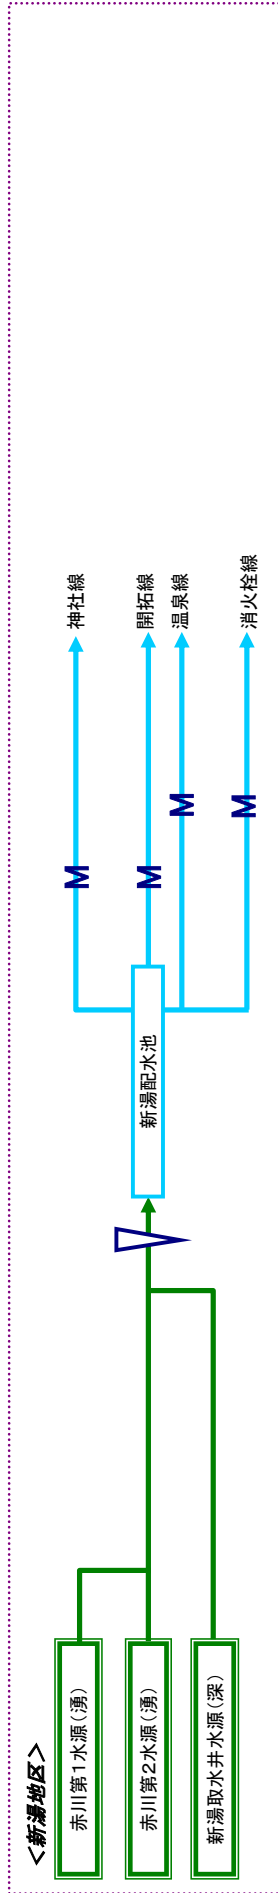 ＜新湯地区＞
赤川第1水源(湧)
赤川第2水源(湧)
新湯取水井水源(深)
新湯配水池
M
M
M
M
神社線
開拓線
温泉線
消火栓線